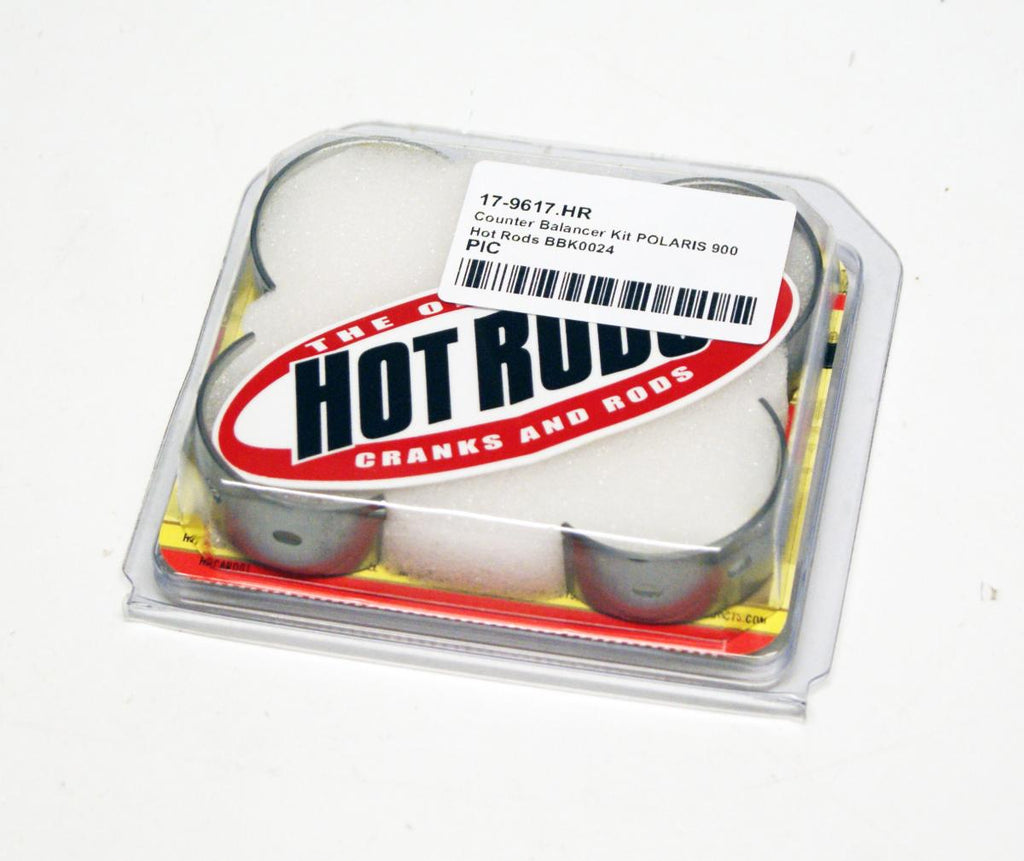 17-9617.HR
Counter Balancer Kit POLARIS 900
Hot Rods BBK0024
PIC
THE O
HOT RODS
CRANKS AND RODS